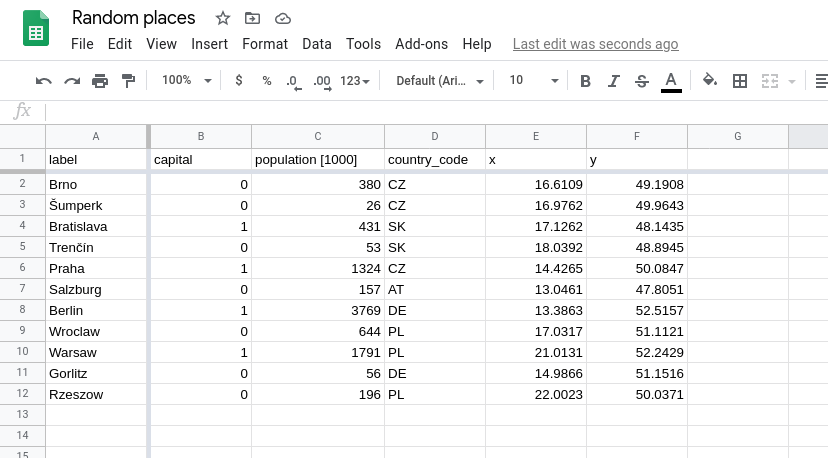 Random places
File Edit View Insert Format Data Tools Add-ons Help Last edit was seconds ago
100% $ % .0 .00 123 Default (Ari... 10 B I S A
fx
A B C D E F G
1 label capital population [1000] country_code x y
2 Brno 0 380 CZ 16.6109 49.1908
3 Šumperk 0 26 CZ 16.9762 49.9643
4 Bratislava 1 431 SK 17.1262 48.1435
5 Trenčín 0 53 SK 18.0392 48.8945
6 Praha 1 1324 CZ 14.4265 50.0847
7 Salzburg 0 157 AT 13.0461 47.8051
8 Berlin 1 3769 DE 13.3863 52.5157
9 Wroclaw 0 644 PL 17.0317 51.1121
10 Warsaw 1 1791 PL 21.0131 52.2429
11 Gorlitz 0 56 DE 14.9866 51.1516
12 Rzeszow 0 196 PL 22.0023 50.0371
13
14
15